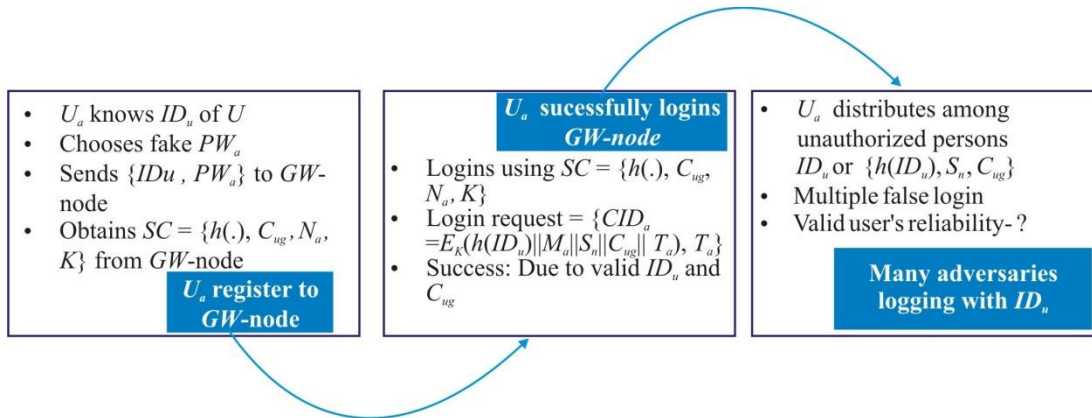 • U_a knows ID_u of U
• Chooses fake PW_a
• Sends {IDu , PW_a} to GW-
node
• Obtains SC = {h(.), C_ug, N_a,
K} from GW-node
U_a register to
GW-node
U_a sucessfully logins
GW-node
• Logins using SC = {h(.), C_ug,
N_a, K}
• Login request = {CID_a
=E_K(h(ID_u)||M_a||S_n||C_ug|| T_a), T_a}
• Success: Due to valid ID_u and
C_ug
• U_a distributes among
unauthorized persons
ID_u or {h(ID_u), S_n, C_ug}
• Multiple false login
• Valid user's reliability- ?
Many adversaries
logging with ID_u